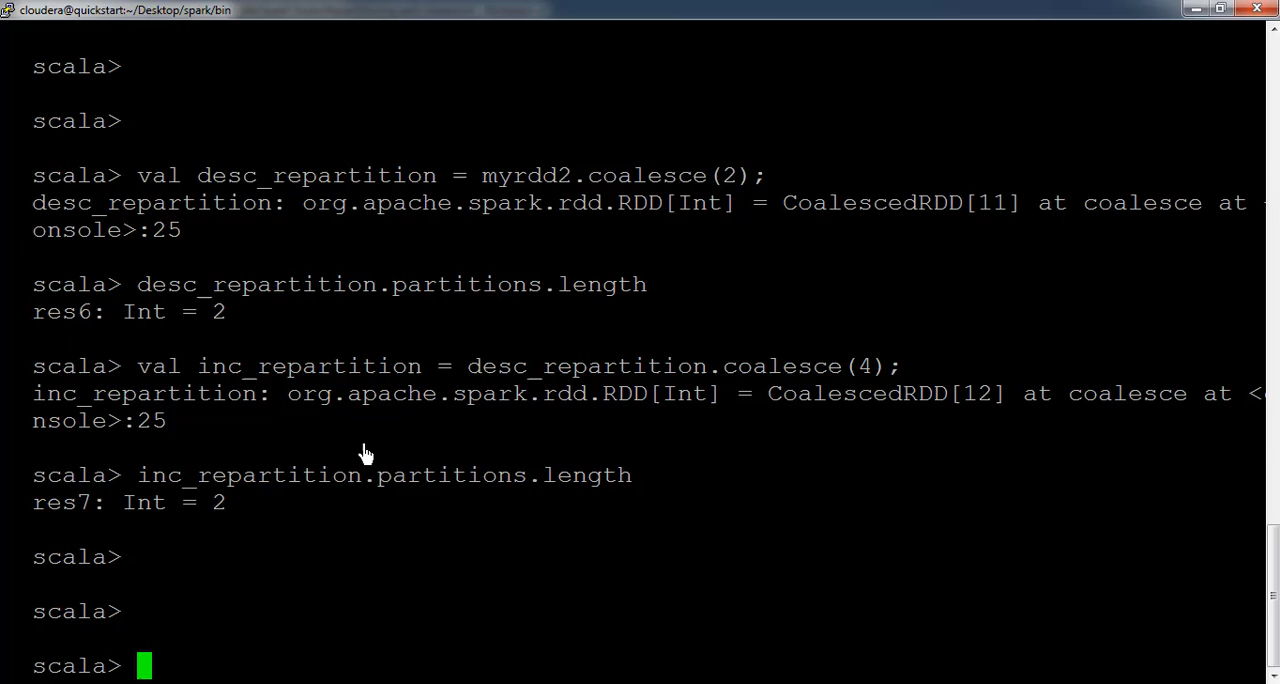 cloudera@quickstart:~/Desktop/spark/bin
scala>
scala>
scala> val desc_repartition = myrdd2.coalesce(2);
desc_repartition: org.apache.spark.rdd.RDD[Int] = CoalescedRDD[11] at coalesce at <
onsole>:25
scala> desc_repartition.partitions.length
res6: Int = 2
scala> val inc_repartition = desc_repartition.coalesce(4);
inc_repartition: org.apache.spark.rdd.RDD[Int] = CoalescedRDD[12] at coalesce at <c
nsole>:25
scala> inc_repartition.partitions.length
res7: Int = 2
scala>
scala>
scala>